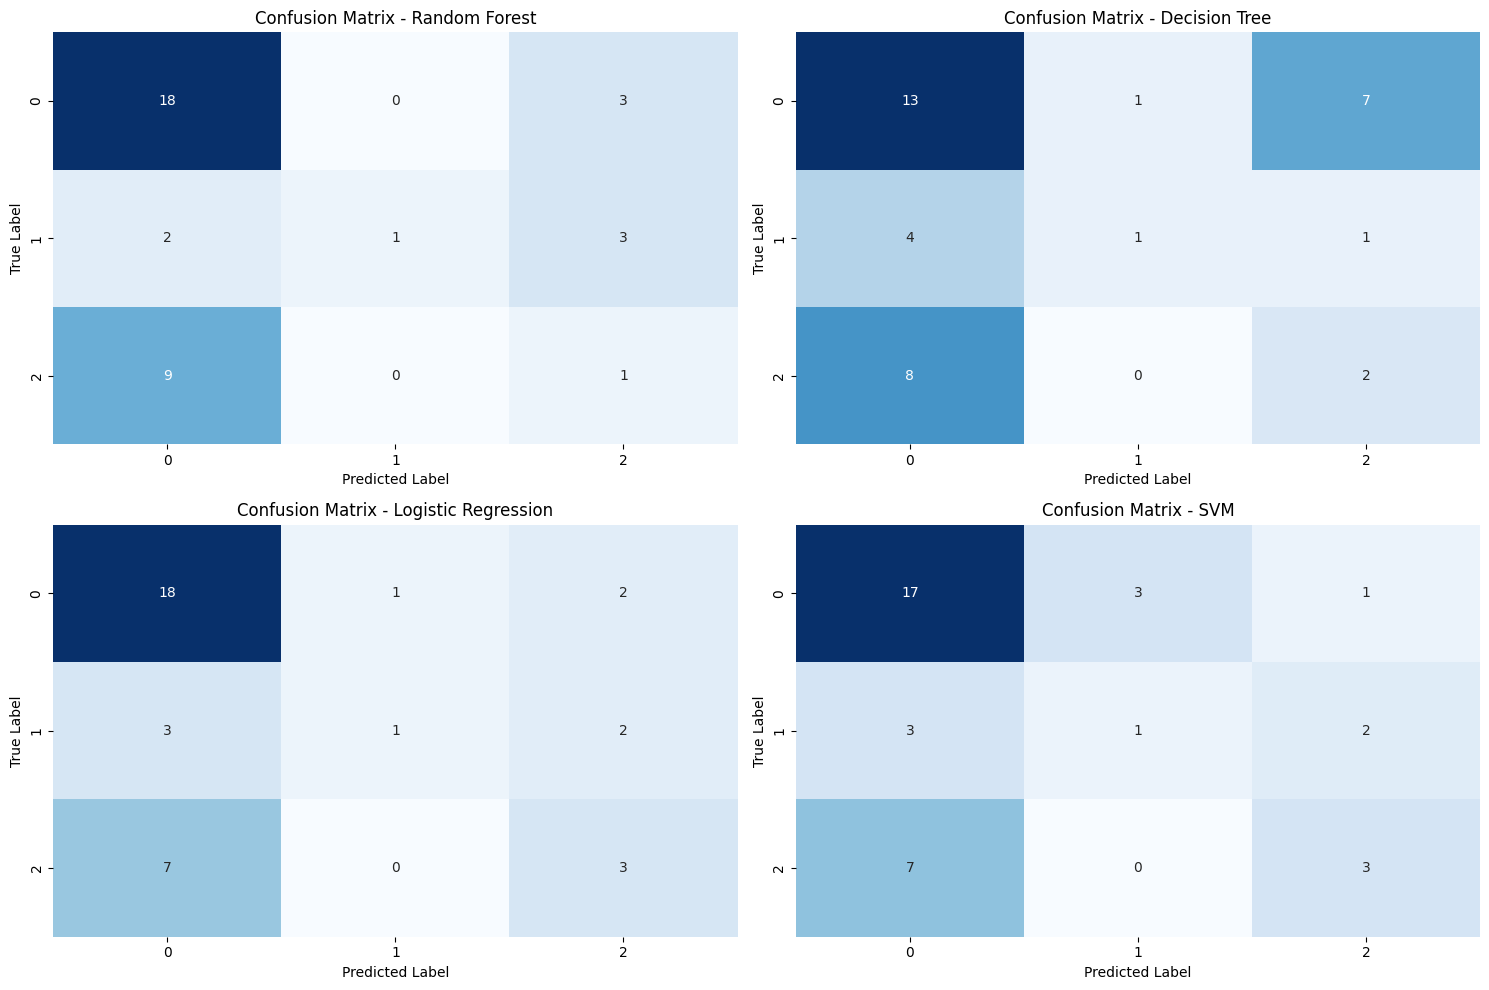 Confusion Matrix - Random Forest
True Label
0 18 0 3
1 2 1 3
2 9 0 1
0 1 2
Predicted Label
Confusion Matrix - Decision Tree
True Label
0 13 1 7
1 4 1 1
2 8 0 2
0 1 2
Predicted Label
Confusion Matrix - Logistic Regression
True Label
0 18 1 2
1 3 1 2
2 7 0 3
0 1 2
Predicted Label
Confusion Matrix - SVM
True Label
0 17 3 1
1 3 1 2
2 7 0 3
0 1 2
Predicted Label